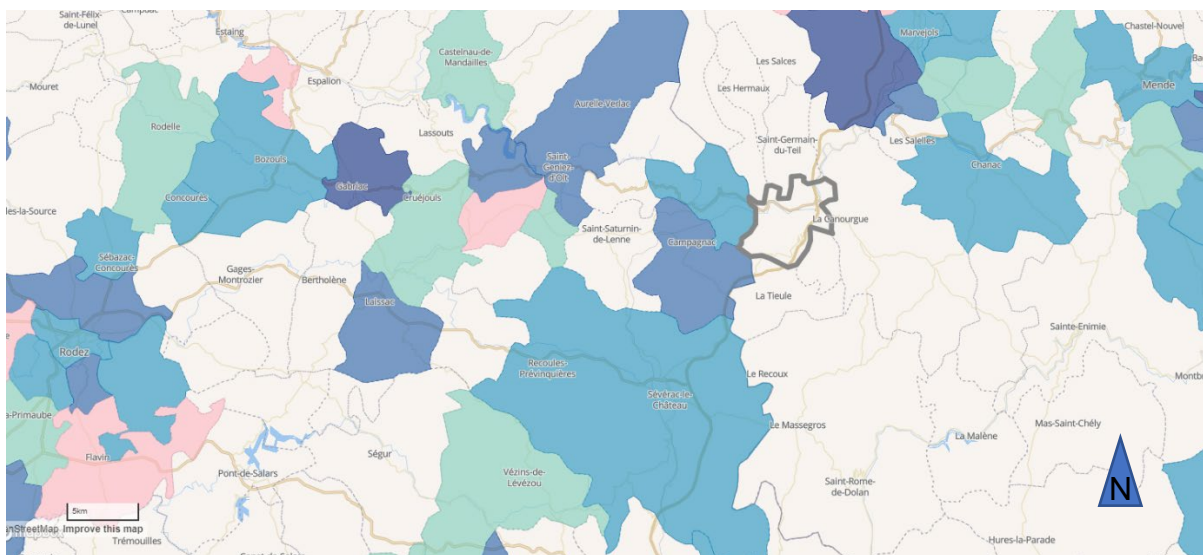 Saint-Félix-
de-Lunel
Estaing
Castelnau-de-
Mandailles
Marvejols
Chastel-Nouvel
Mouret
Espalion
Les Salces
Mende
Les Hermaux
Aurelle-Verlac
Rodelle
Lassouts
Saint-Germain-
du-Teil
Les Salelles
Bozouls
Saint-
Geniez-
d'Olt
Chanac
Gabriac
Concourès
Cruéjouls
La Canourgue
Saint-Saturnin-
de-Lenne
Campagnac
Sébazac-
Concourès
Gages-
Montrozier
Bertholène
La Tieule
Laissac
Sainte-Enimie
Rodez
Recoules-
Prévinquières
Le Recoux
Sévérac-le-
Château
Mas-Saint-Chély
Le Massegros
La Malène
Flavin
Ségur
Pont-de-Salars
Vézins-de-
Lévézou
Saint-Rome-
de-Dolan
N
5km
Improve this map
Trémouilles
Hures-la-Parade